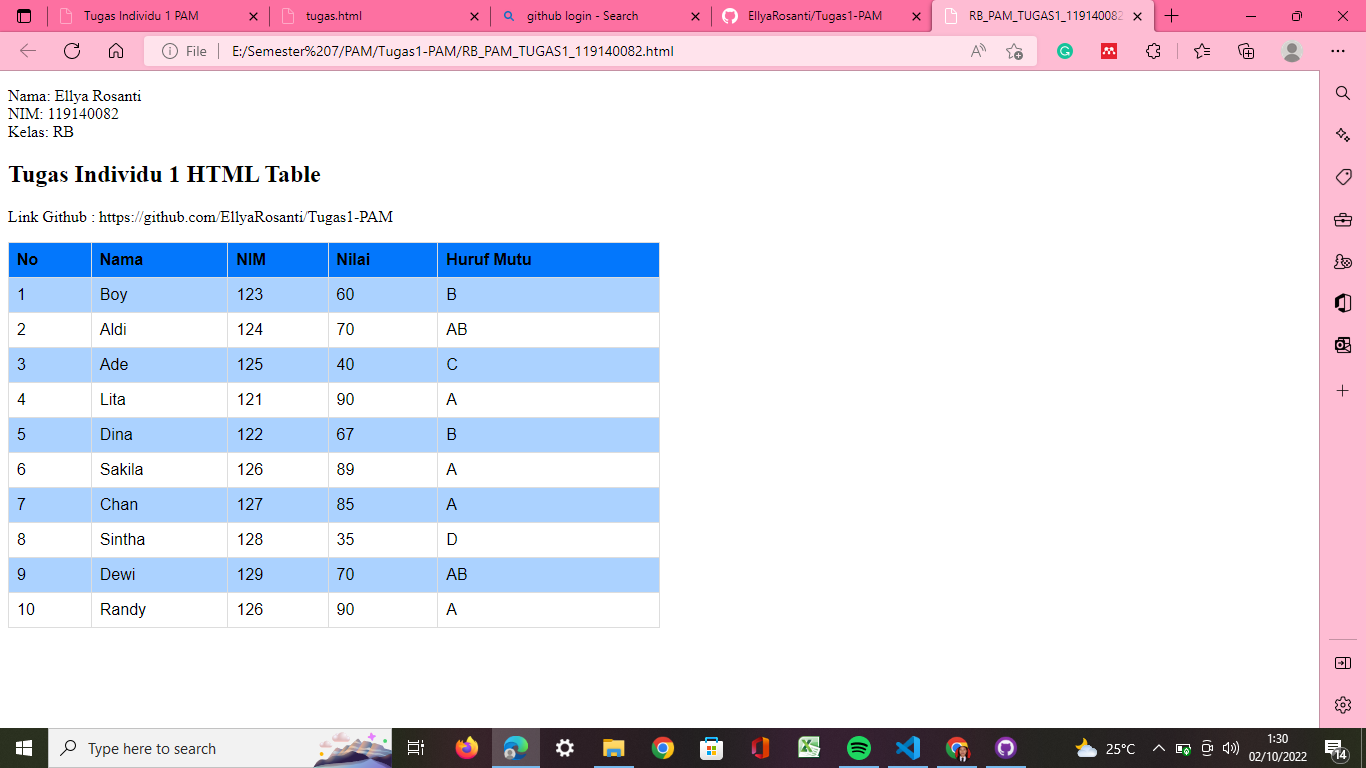 Tugas Individu 1 PAM
tugas.html
github login - Search
EllyaRosanti/Tugas1-PAM
RB_PAM_TUGAS1_119140082
File
E:/Semester%207/PAM/Tugas1-PAM/RB_PAM_TUGAS1_119140082.html
Nama: Ellya Rosanti
NIM: 119140082
Kelas: RB
Tugas Individu 1 HTML Table
Link Github : https://github.com/EllyaRosanti/Tugas1-PAM
No Nama NIM Nilai Huruf Mutu
1 Boy 123 60 B
2 Aldi 124 70 AB
3 Ade 125 40 C
4 Lita 121 90 A
5 Dina 122 67 B
6 Sakila 126 89 A
7 Chan 127 85 A
8 Sintha 128 35 D
9 Dewi 129 70 AB
10 Randy 126 90 A
Type here to search
25°C
1:30
02/10/2022
14